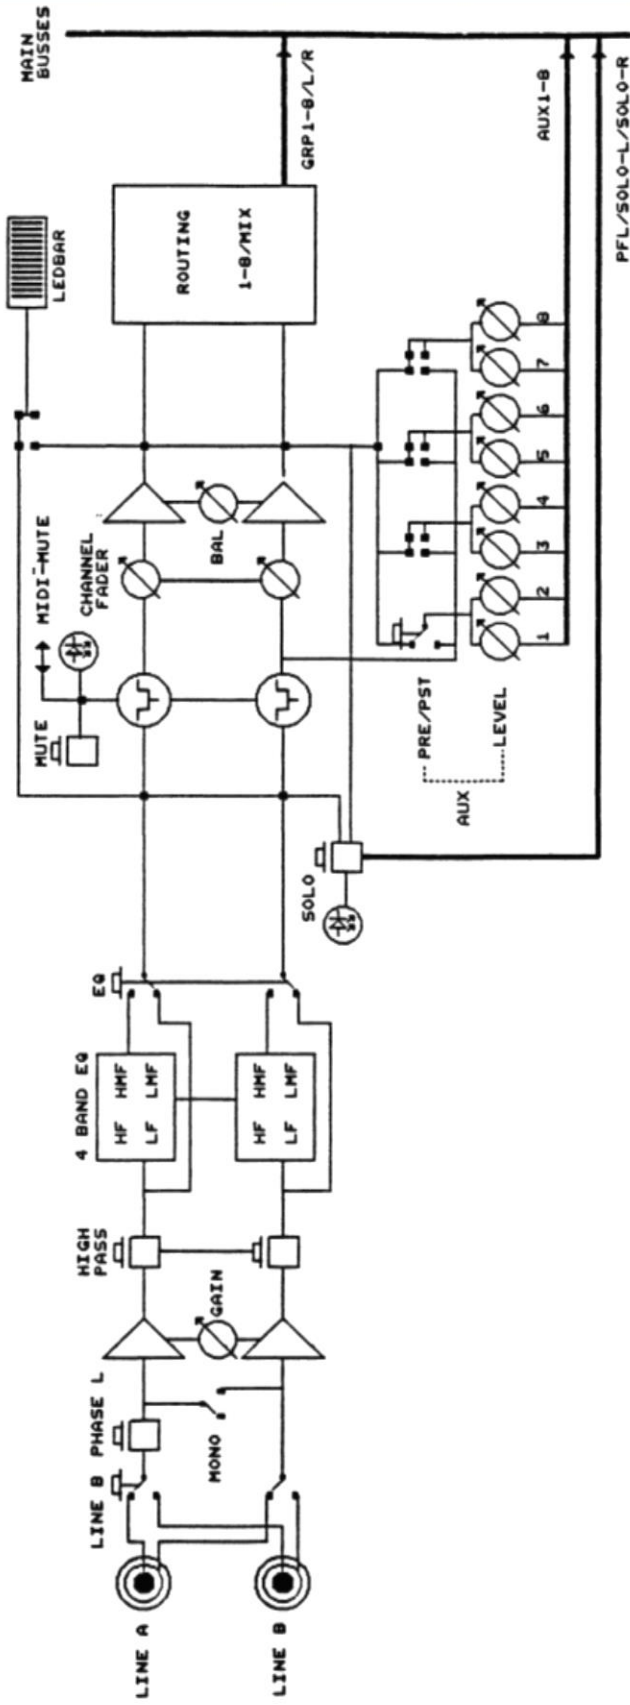 LINE A
LINE B
LINE B
PHASE L
MONO
GAIN
HIGH
PASS
4 BAND EQ
HF HMF
LF LMF
HF HMF
LF LMF
EQ
SOLO
MUTE
MIDI-MUTE
CHANNEL
FADER
BAL
LEDBAR
ROUTING
1-8/MIX
GRP1-8/L/R
MAIN
BUSSES
AUX
PRE/PST
LEVEL
1 2 3 4 5 6 7 8
AUX1-8
PFL/SOLO-L/SOLO-R